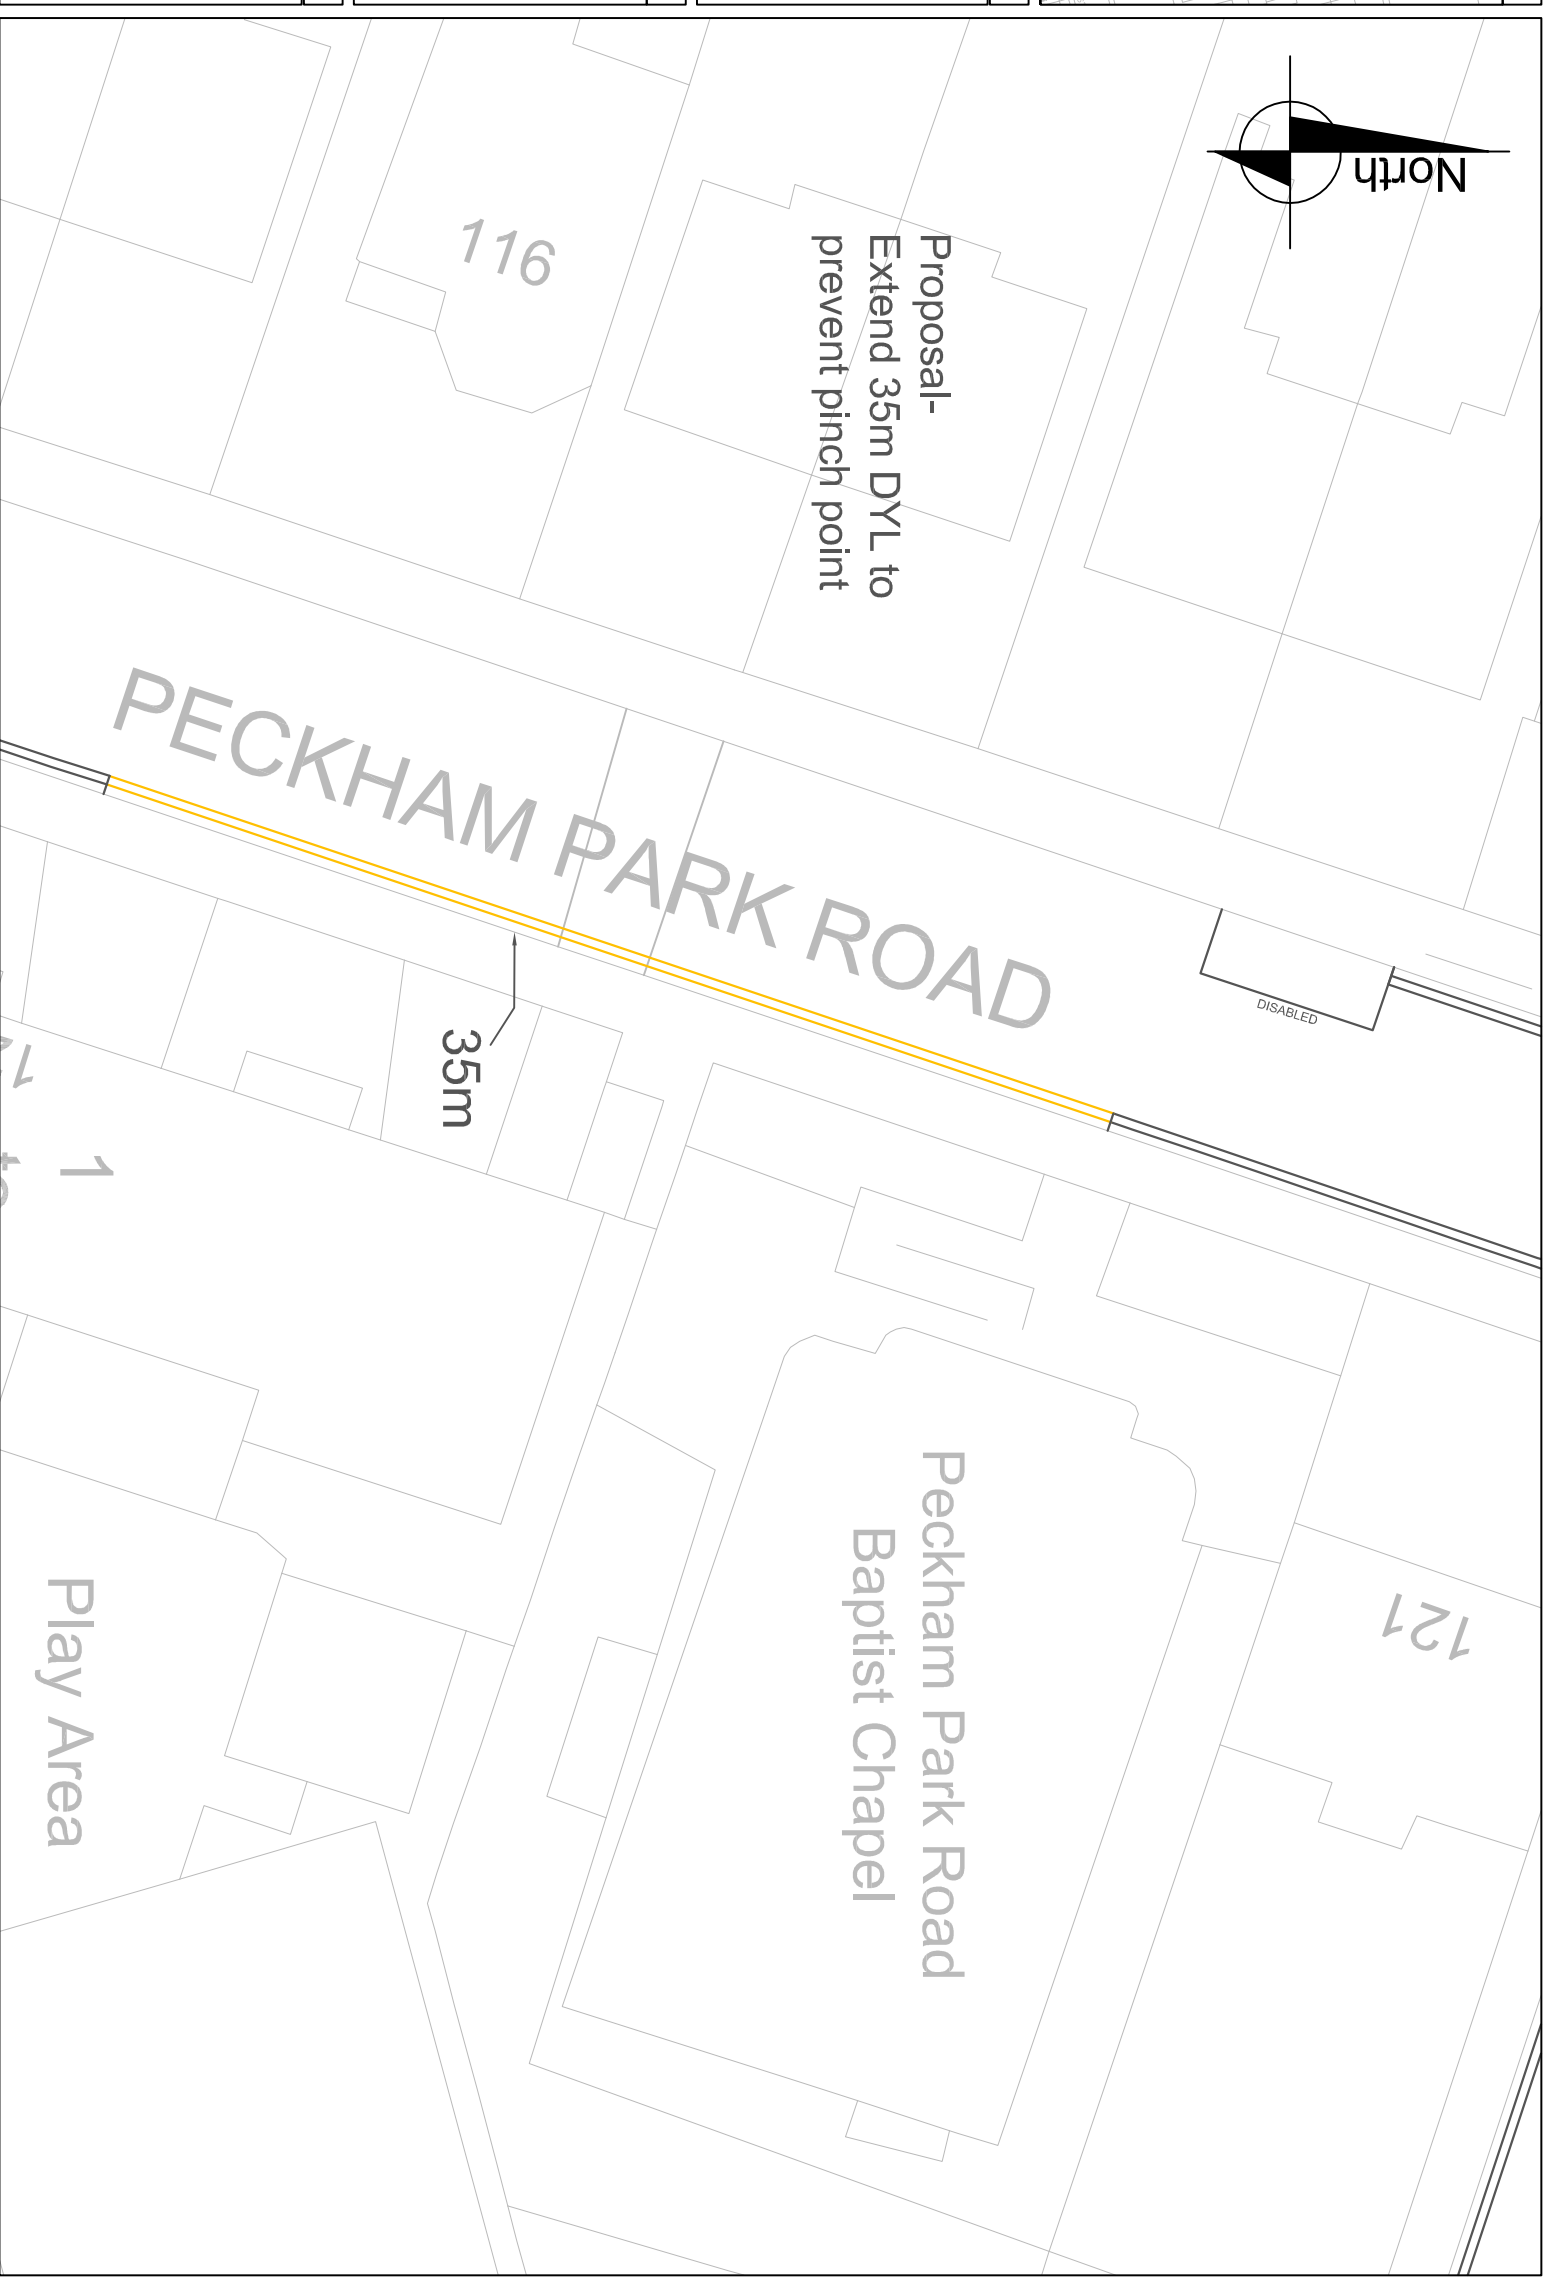 North
Proposal-
Extend 35m DYL to
prevent pinch point
116
PECKHAM PARK ROAD
DISABLED
35m
1
Peckham Park Road
Baptist Chapel
121
Play Area